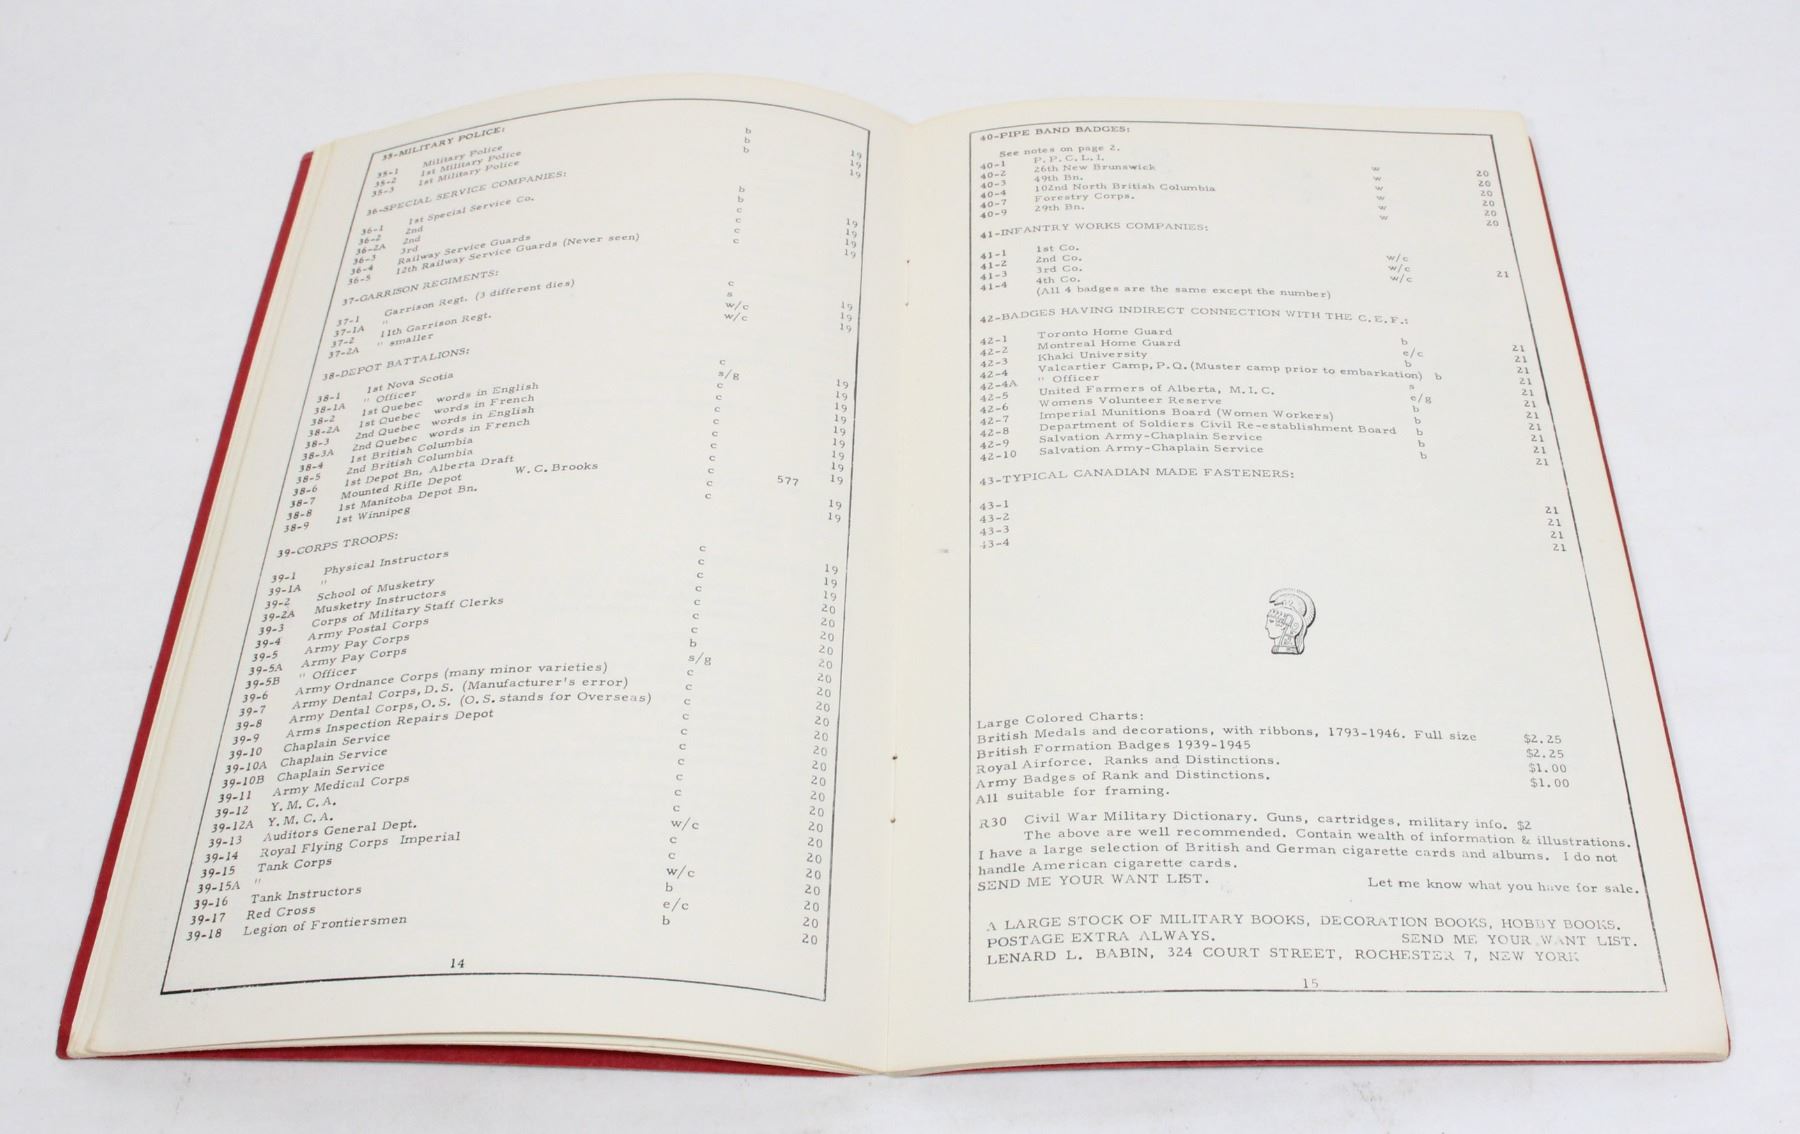 35-MILITARY POLICE:
35-1 Military Police b 19
35-2 1st Military Police b 19
35-3 1st Military Police b 19
36-SPECIAL SERVICE COMPANIES:
36-1 1st Special Service Co. b 19
36-2 2nd b 19
36-2A 2nd c 19
36-3 3rd c 19
36-4 Railway Service Guards c
36-5 12th Railway Service Guards (Never seen)
37-GARRISON REGIMENTS:
37-1 Garrison Regt. (3 different dies) c 19
37-1A " s 19
37-2 11th Garrison Regt. w/c 19
37-2A " smaller w/c
38-DEPOT BATTALIONS:
38-1 1st Nova Scotia c 19
38-1A " Officer s/g 19
38-2 1st Quebec words in English c 19
38-2A 1st Quebec words in French c 19
38-3 2nd Quebec words in English c 19
38-3A 2nd Quebec words in French c 19
38-4 1st British Columbia c 19
38-5 2nd British Columbia c 19
38-6 1st Depot Bn, Alberta Draft c 19
38-7 Mounted Rifle Depot W. C. Brooks c 577 19
38-8 1st Manitoba Depot Bn. c 19
38-9 1st Winnipeg c 19
39-CORPS TROOPS:
39-1 Physical Instructors c 19
39-1A " c 19
39-2 School of Musketry c 19
39-2A Musketry Instructors c 20
39-3 Corps of Military Staff Clerks c 20
39-4 Army Postal Corps c 20
39-5 Army Pay Corps c 20
39-5A Army Pay Corps b 20
39-5B " Officer s/g 20
39-6 Army Ordnance Corps (many minor varieties) c 20
39-7 Army Dental Corps, D. S. (Manufacturer's error) c 20
39-8 Army Dental Corps, O. S. (O. S. stands for Overseas) c 20
39-9 Arms Inspection Repairs Depot c 20
39-10 Chaplain Service c 20
39-10A Chaplain Service c 20
39-10B Chaplain Service c 20
39-11 Army Medical Corps c 20
39-12 Y. M. C. A. c 20
39-12A Y. M. C. A. w/c 20
39-13 Auditors General Dept. c 20
39-14 Royal Flying Corps Imperial c 20
39-15 Tank Corps w/c 20
39-15A " b 20
39-16 Tank Instructors e/c 20
39-17 Red Cross b 20
39-18 Legion of Frontiersmen
14
40-PIPE BAND BADGES:
See notes on page 2.
40-1 P. P. C. L. I. w 20
40-2 26th New Brunswick w 20
40-3 49th Bn. w 20
40-4 102nd North British Columbia w 20
40-7 Forestry Corps. w 20
40-9 29th Bn. w 20
41-INFANTRY WORKS COMPANIES:
41-1 1st Co.
41-2 2nd Co. w/c
41-3 3rd Co. w/c 21
41-4 4th Co. w/c
(All 4 badges are the same except the number)
42-BADGES HAVING INDIRECT CONNECTION WITH THE C. E. F.:
42-1 Toronto Home Guard b 21
42-2 Montreal Home Guard e/c 21
42-3 Khaki University b 21
42-4 Valcartier Camp, P. Q. (Muster camp prior to embarkation) b 21
42-4A " Officer s 21
42-5 United Farmers of Alberta, M. I. C. e/g 21
42-6 Womens Volunteer Reserve b 21
42-7 Imperial Munitions Board (Women Workers) b 21
42-8 Department of Soldiers Civil Re-establishment Board b 21
42-9 Salvation Army-Chaplain Service b 21
42-10 Salvation Army-Chaplain Service b 21
43-TYPICAL CANADIAN MADE FASTENERS:
43-1 21
43-2 21
43-3 21
43-4 21
Large Colored Charts:
British Medals and decorations, with ribbons, 1793-1946. Full size $2.25
British Formation Badges 1939-1945 $2.25
Royal Airforce. Ranks and Distinctions. $1.00
Army Badges of Rank and Distinctions. $1.00
All suitable for framing.
R30 Civil War Military Dictionary. Guns, cartridges, military info. $2
The above are well recommended. Contain wealth of information & illustrations.
I have a large selection of British and German cigarette cards and albums. I do not
handle American cigarette cards.
SEND ME YOUR WANT LIST. Let me know what you have for sale.
A LARGE STOCK OF MILITARY BOOKS, DECORATION BOOKS, HOBBY BOOKS.
POSTAGE EXTRA ALWAYS. SEND ME YOUR WANT LIST.
LENARD L. BABIN, 324 COURT STREET, ROCHESTER 7, NEW YORK
15